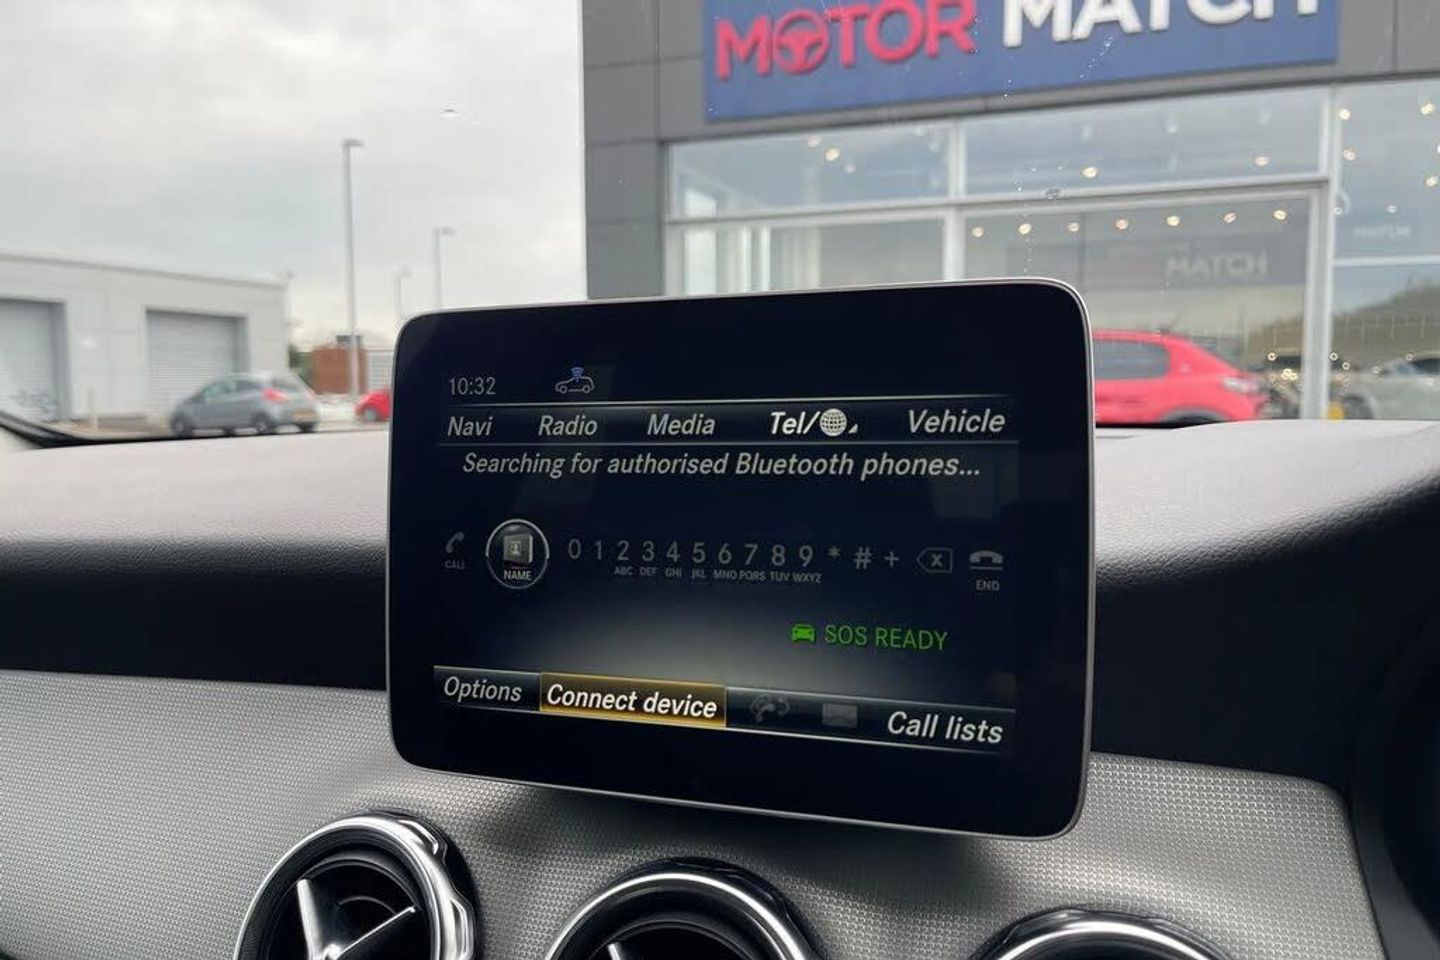 MOTOR MATCH
MATCH
MATCH
10:32
Navi Radio Media Tel/ Vehicle
Searching for authorised Bluetooth phones...
CALL NAME 0 1 2 3 4 5 6 7 8 9 * # + X END
ABC DEF GHI JKL MNO PQRS TUV WXYZ
SOS READY
Options Connect device Call lists